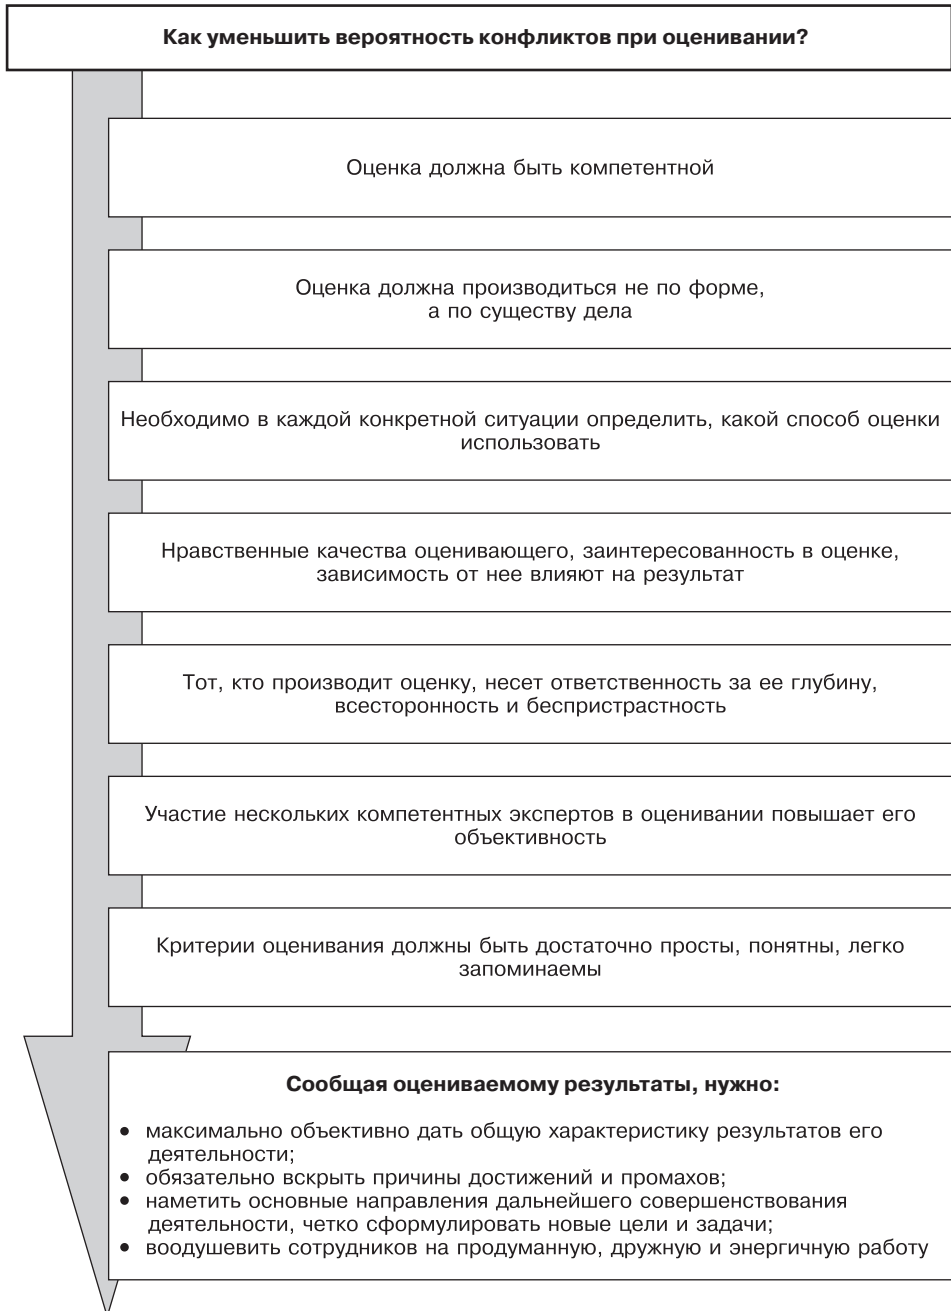 Как уменьшить вероятность конфликтов при оценивании?
Оценка должна быть компетентной
Оценка должна производиться не по форме,
а по существу дела
Необходимо в каждой конкретной ситуации определить, какой способ оценки
использовать
Нравственные качества оценивающего, заинтересованность в оценке,
зависимость от нее влияют на результат
Тот, кто производит оценку, несет ответственность за ее глубину,
всесторонность и беспристрастность
Участие нескольких компетентных экспертов в оценивании повышает его
объективность
Критерии оценивания должны быть достаточно просты, понятны, легко
запоминаемы
Сообщая оцениваемому результаты, нужно:
• максимально объективно дать общую характеристику результатов его
деятельности;
• обязательно вскрыть причины достижений и промахов;
• наметить основные направления дальнейшего совершенствования
деятельности, четко сформулировать новые цели и задачи;
• воодушевить сотрудников на продуманную, дружную и энергичную работу